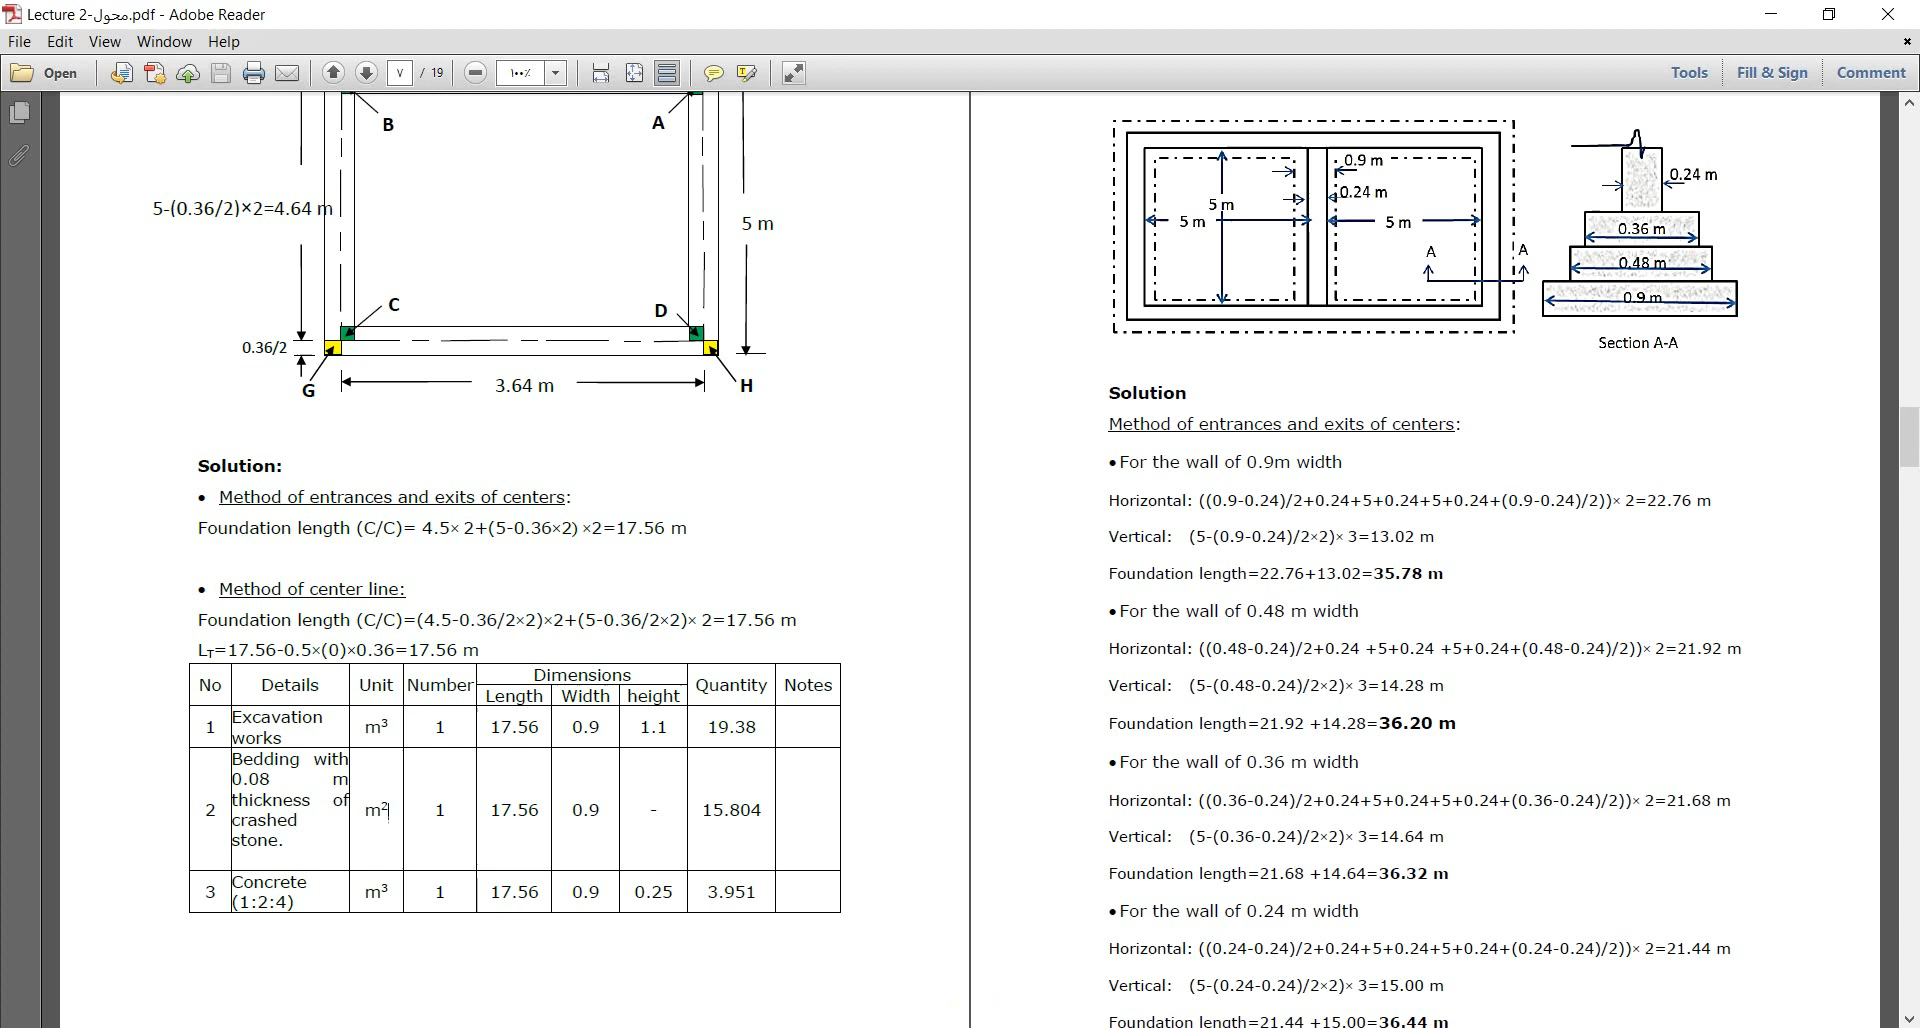 Lecture 2-محول.pdf - Adobe Reader
File Edit View Window Help
Open
٧ / 19
١٠٠٪
Tools Fill & Sign Comment
B
A
5-(0.36/2)×2=4.64 m
5 m
C
D
0.36/2
G
3.64 m
H
Solution:
• Method of entrances and exits of centers:
Foundation length (C/C)= 4.5× 2+(5-0.36×2) ×2=17.56 m
• Method of center line:
Foundation length (C/C)=(4.5-0.36/2×2)×2+(5-0.36/2×2)× 2=17.56 m
LT=17.56-0.5×(0)×0.36=17.56 m
No Details Unit Number Dimensions Quantity Notes
Length Width height
1 Excavation works m³ 1 17.56 0.9 1.1 19.38
2 Bedding with 0.08 m thickness of crashed stone. m² 1 17.56 0.9 - 15.804
3 Concrete (1:2:4) m³ 1 17.56 0.9 0.25 3.951
0.9 m
0.24 m
5 m
5 m
5 m
A
A
0.24 m
0.36 m
0.48 m
0.9 m
Section A-A
Solution
Method of entrances and exits of centers:
• For the wall of 0.9m width
Horizontal: ((0.9-0.24)/2+0.24+5+0.24+5+0.24+(0.9-0.24)/2))× 2=22.76 m
Vertical: (5-(0.9-0.24)/2×2)× 3=13.02 m
Foundation length=22.76+13.02=35.78 m
• For the wall of 0.48 m width
Horizontal: ((0.48-0.24)/2+0.24 +5+0.24 +5+0.24+(0.48-0.24)/2))× 2=21.92 m
Vertical: (5-(0.48-0.24)/2×2)× 3=14.28 m
Foundation length=21.92 +14.28=36.20 m
• For the wall of 0.36 m width
Horizontal: ((0.36-0.24)/2+0.24+5+0.24+5+0.24+(0.36-0.24)/2))× 2=21.68 m
Vertical: (5-(0.36-0.24)/2×2)× 3=14.64 m
Foundation length=21.68 +14.64=36.32 m
• For the wall of 0.24 m width
Horizontal: ((0.24-0.24)/2+0.24+5+0.24+5+0.24+(0.24-0.24)/2))× 2=21.44 m
Vertical: (5-(0.24-0.24)/2×2)× 3=15.00 m
Foundation length=21.44 +15.00=36.44 m